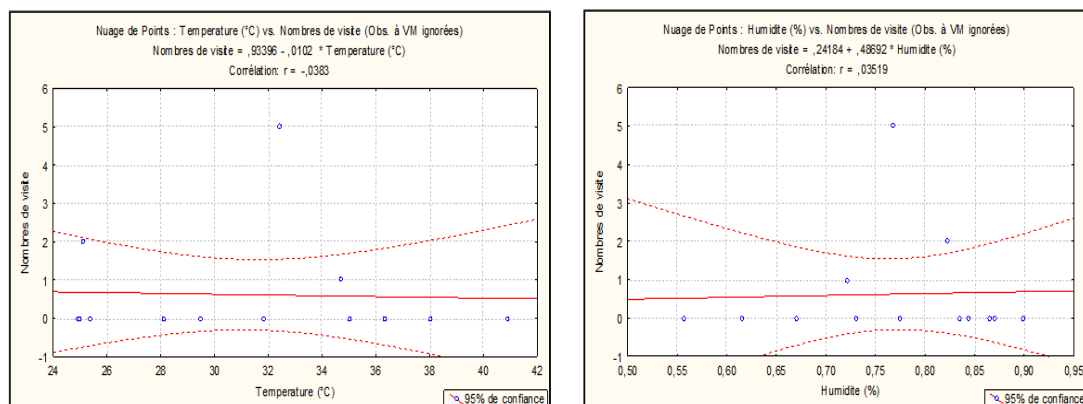 Nuage de Points : Temperature (°C) vs. Nombres de visite (Obs. à VM ignorées)
Nombres de visite = ,93396 - ,0102 * Temperature (°C)
Corrélation: r = -,0383
6
5
4
3
2
1
0
-1
Nombres de visite
24 26 28 30 32 34 36 38 40 42
Temperature (°C)
95% de confiance
Nuage de Points : Humidite (%) vs. Nombres de visite (Obs. à VM ignorées)
Nombres de visite = ,24184 + ,48692 * Humidite (%)
Corrélation: r = ,03519
6
5
4
3
2
1
0
-1
Nombres de visite
0,50 0,55 0,60 0,65 0,70 0,75 0,80 0,85 0,90 0,95
Humidite (%)
95% de confiance